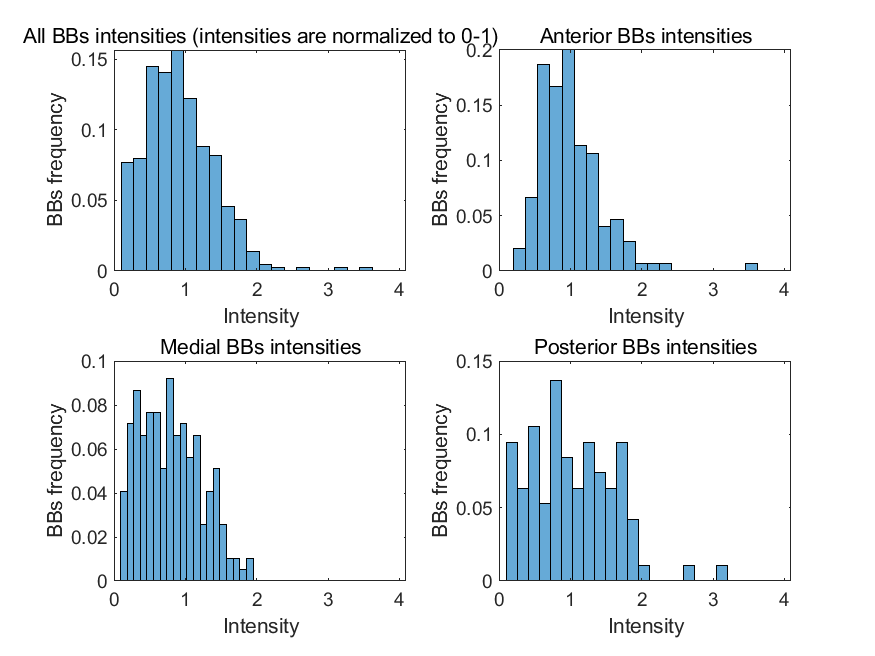 All BBs intensities (intensities are normalized to 0-1)
0.15
0.1
0.05
0
BBs frequency
0 1 2 3 4
Intensity
Anterior BBs intensities
0.2
0.15
0.1
0.05
0
BBs frequency
0 1 2 3 4
Intensity
Medial BBs intensities
0.1
0.08
0.06
0.04
0.02
0
BBs frequency
0 1 2 3 4
Intensity
Posterior BBs intensities
0.15
0.1
0.05
0
BBs frequency
0 1 2 3 4
Intensity